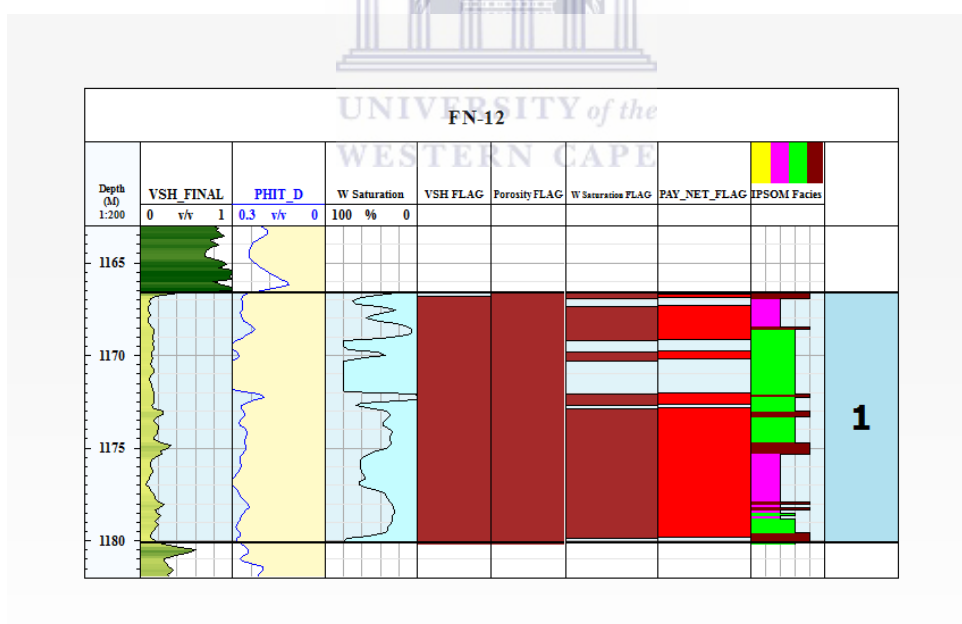 UNIVERSITY of the
WESTERN CAPE
FN-12
Depth
(M)
1:200
VSH_FINAL
0 v/v 1
PHIT_D
0.3 v/v 0
W Saturation
100 % 0
VSH FLAG
Porosity FLAG
W Saturation FLAG
PAY_NET_FLAG
IPSOM Facies
1165
1170
1175
1180
1